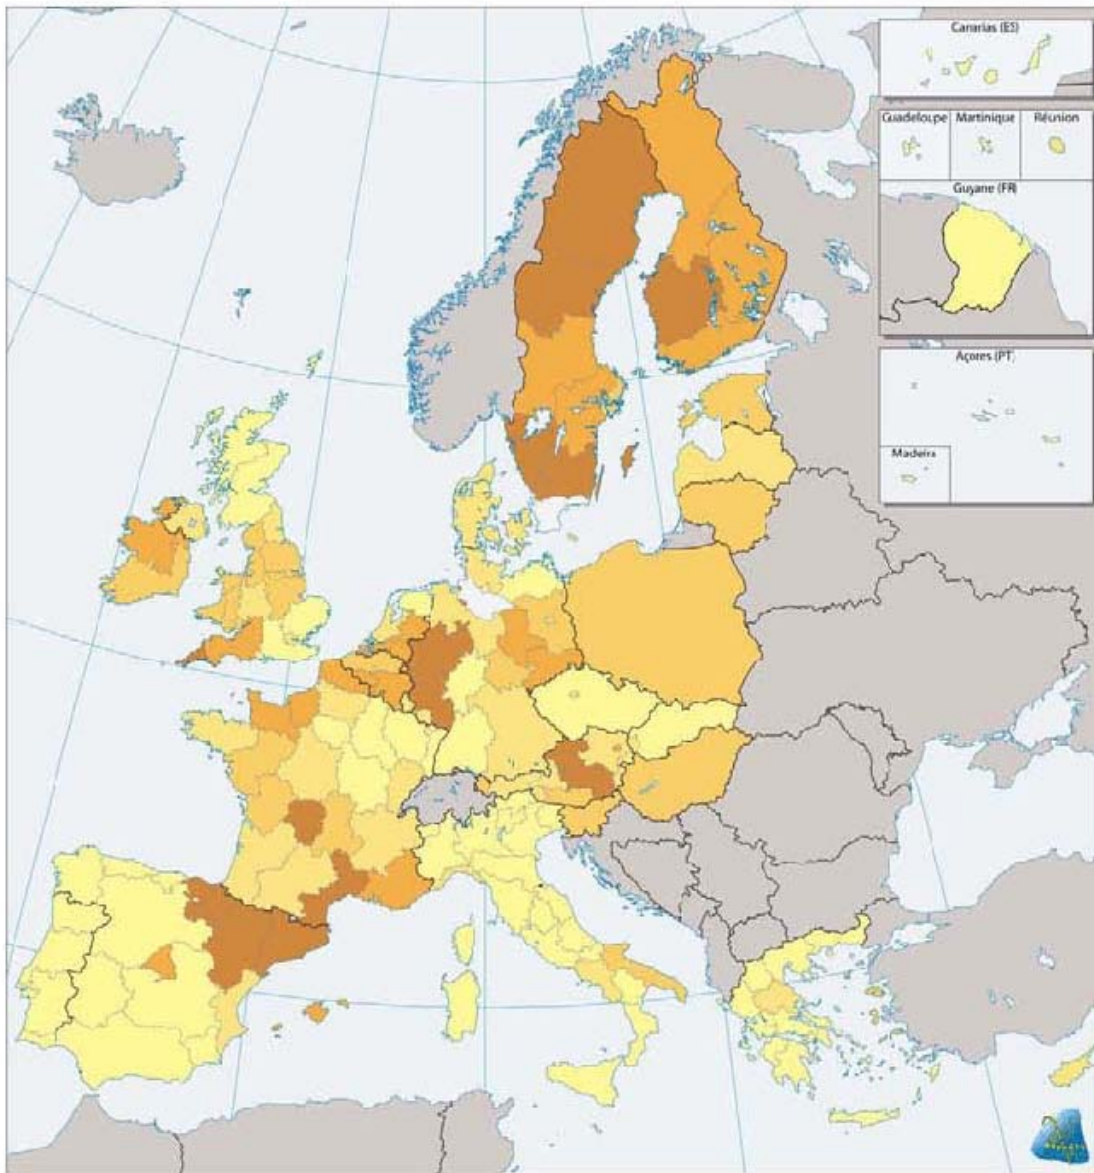 Canarias (ES)
Guadeloupe
Martinique
Réunion
Guyane (FR)
Açores (PT)
Madeira